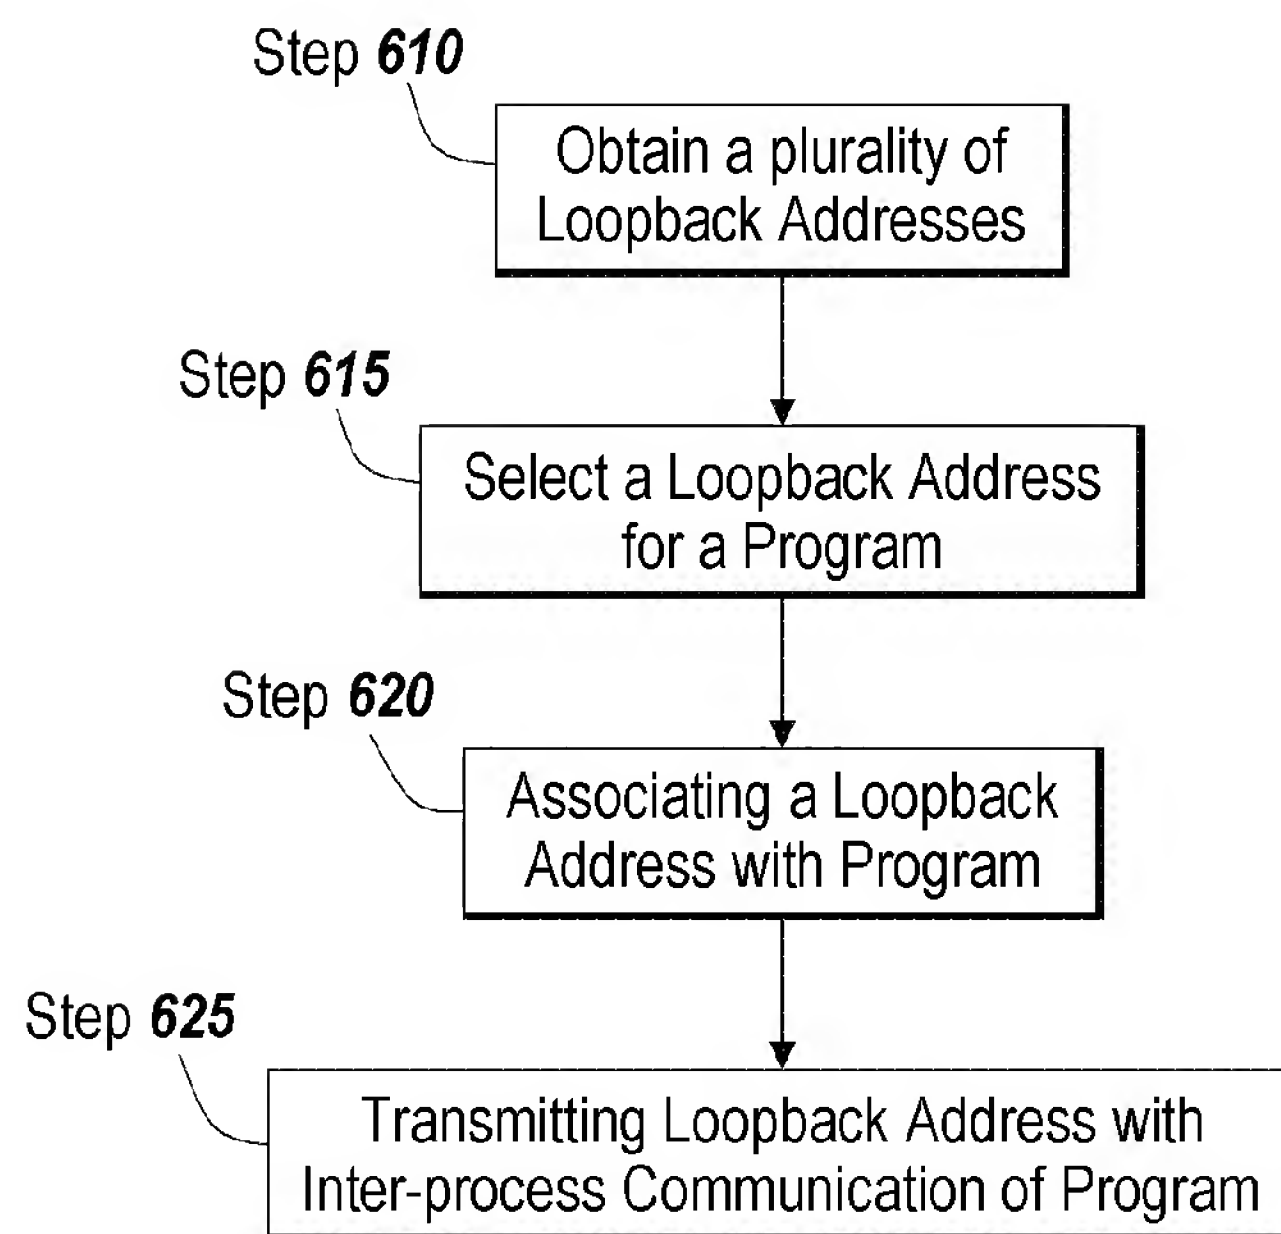 Step 610
Obtain a plurality of
Loopback Addresses
Step 615
Select a Loopback Address
for a Program
Step 620
Associating a Loopback
Address with Program
Step 625
Transmitting Loopback Address with
Inter-process Communication of Program